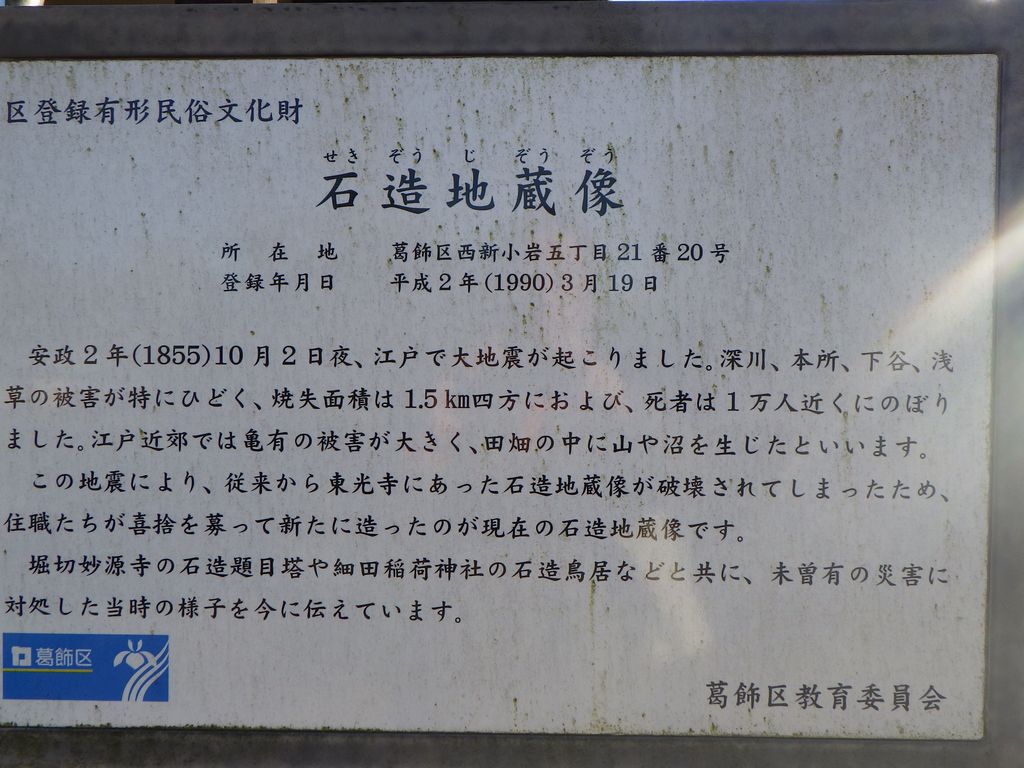 区登録有形民俗文化財
せき ぞう じ ぞう ぞう
石造地蔵像
所在地 葛飾区西新小岩五丁目21番20号
登録年月日 平成2年(1990)3月19日
安政2年(1855)10月2日夜、江戸で大地震が起こりました。深川、本所、下谷、浅
草の被害が特にひどく、焼失面積は1.5㎞四方におよび、死者は1万人近くにのぼり
ました。江戸近郊では亀有の被害が大きく、田畑の中に山や沼を生じたといいます。
この地震により、従来から東光寺にあった石造地蔵像が破壊されてしまったため、
住職たちが喜捨を募って新たに造ったのが現在の石造地蔵像です。
堀切妙源寺の石造題目塔や細田稲荷神社の石造鳥居などと共に、未曽有の災害に
対処した当時の様子を今に伝えています。
葛飾区
葛飾区教育委員会